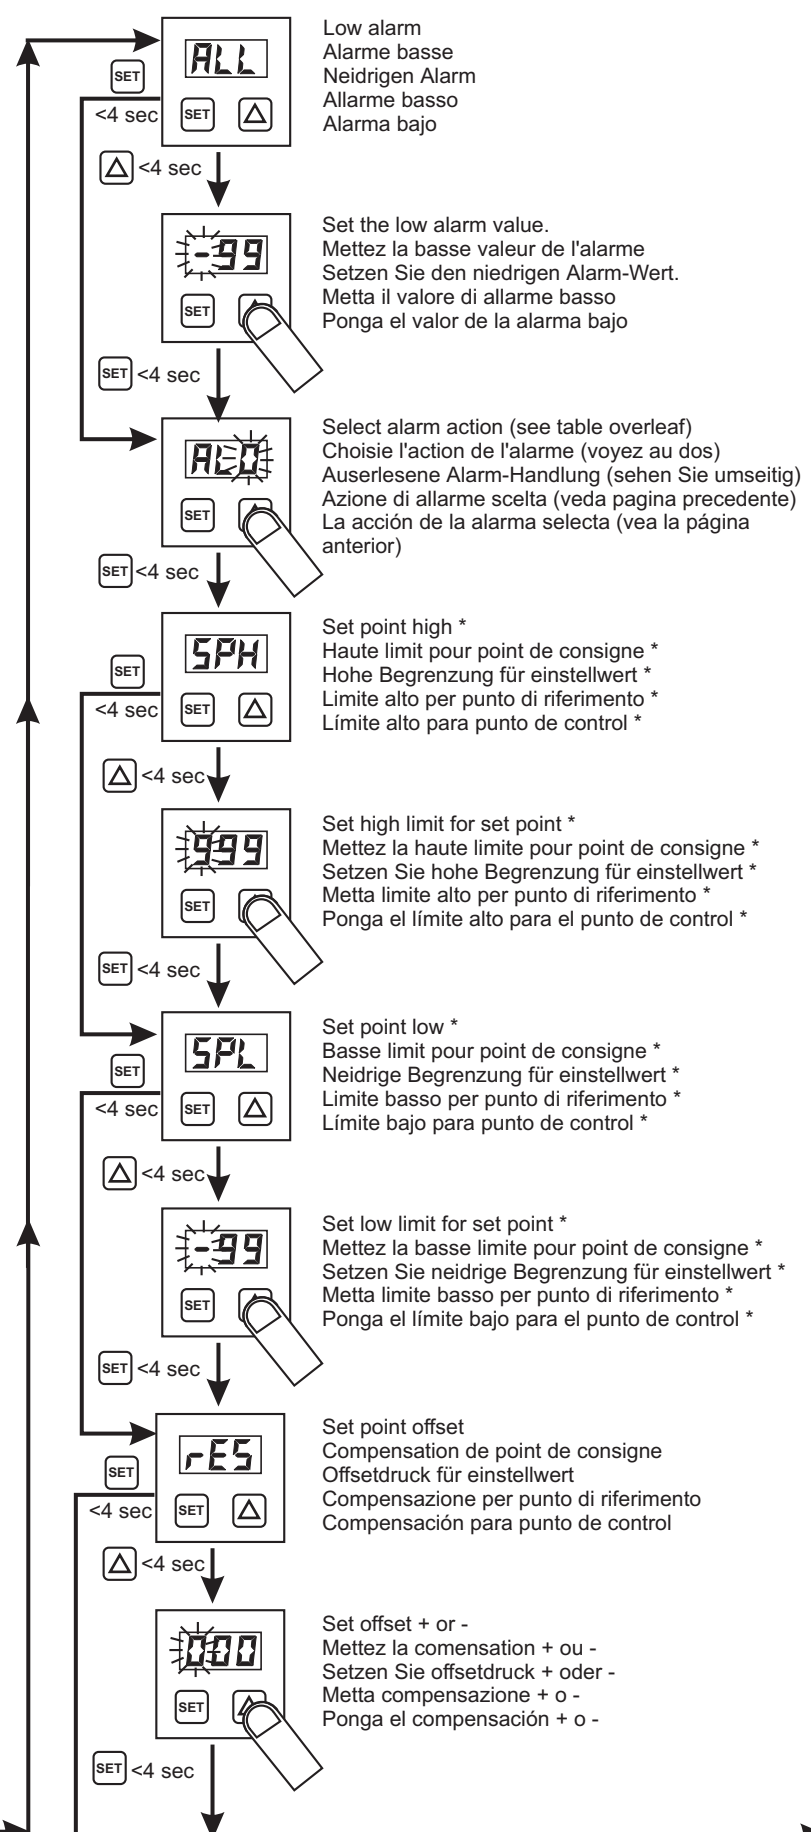 ALL
SET
SET
<4 sec
<4 sec
Low alarm
Alarme basse
Neidrigen Alarm
Allarme basso
Alarma bajo
-99
SET
SET <4 sec
Set the low alarm value.
Mettez la basse valeur de l'alarme
Setzen Sie den niedrigen Alarm-Wert.
Metta il valore di allarme basso
Ponga el valor de la alarma bajo
AL0
SET
SET <4 sec
Select alarm action (see table overleaf)
Choisie l'action de l'alarme (voyez au dos)
Auserlesene Alarm-Handlung (sehen Sie umseitig)
Azione di allarme scelta (veda pagina precedente)
La acción de la alarma selecta (vea la página
anterior)
SPH
SET
SET
<4 sec
<4 sec
Set point high *
Haute limit pour point de consigne *
Hohe Begrenzung für einstellwert *
Limite alto per punto di riferimento *
Límite alto para punto de control *
999
SET
SET <4 sec
Set high limit for set point *
Mettez la haute limite pour point de consigne *
Setzen Sie hohe Begrenzung für einstellwert *
Metta limite alto per punto di riferimento *
Ponga el límite alto para el punto de control *
SPL
SET
SET
<4 sec
<4 sec
Set point low *
Basse limit pour point de consigne *
Neidrige Begrenzung für einstellwert *
Limite basso per punto di riferimento *
Límite bajo para punto de control *
-99
SET
SET <4 sec
Set low limit for set point *
Mettez la basse limite pour point de consigne *
Setzen Sie neidrige Begrenzung für einstellwert *
Metta limite basso per punto di riferimento *
Ponga el límite bajo para el punto de control *
rES
SET
SET
<4 sec
<4 sec
Set point offset
Compensation de point de consigne
Offsetdruck für einstellwert
Compensazione per punto di riferimento
Compensación para punto de control
000
SET
SET <4 sec
Set offset + or -
Mettez la comensation + ou -
Setzen Sie offsetdruck + oder -
Metta compensazione + o -
Ponga el compensación + o -